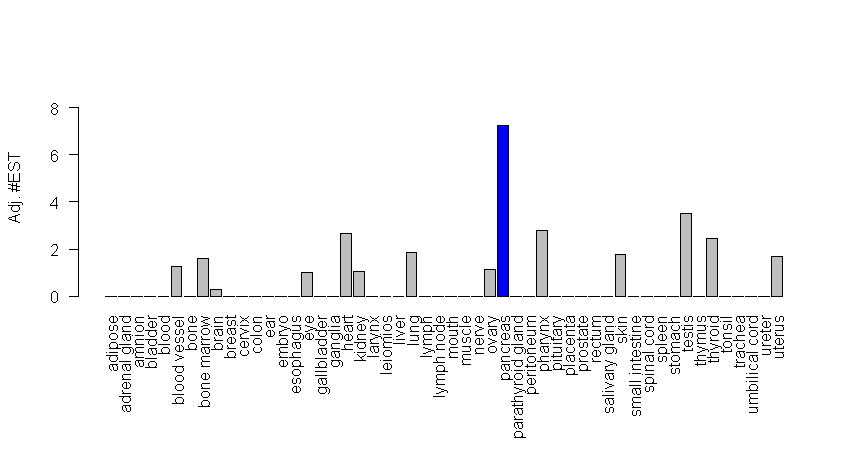 Adj. #EST
8
6
4
2
0
adipose
adrenal gland
amnion
bladder
blood
blood vessel
bone
bone marrow
brain
breast
cervix
colon
ear
embryo
esophagus
eye
gallbladder
ganglia
heart
kidney
larynx
leiomios
liver
lung
lymph
lymph node
mouth
muscle
nerve
ovary
pancreas
parathyroid gland
peritoneum
pharynx
pituitary
placenta
prostate
rectum
salivary gland
skin
small intestine
spinal cord
spleen
stomach
testis
thymus
thyroid
tonsil
trachea
umbilical cord
ureter
uterus